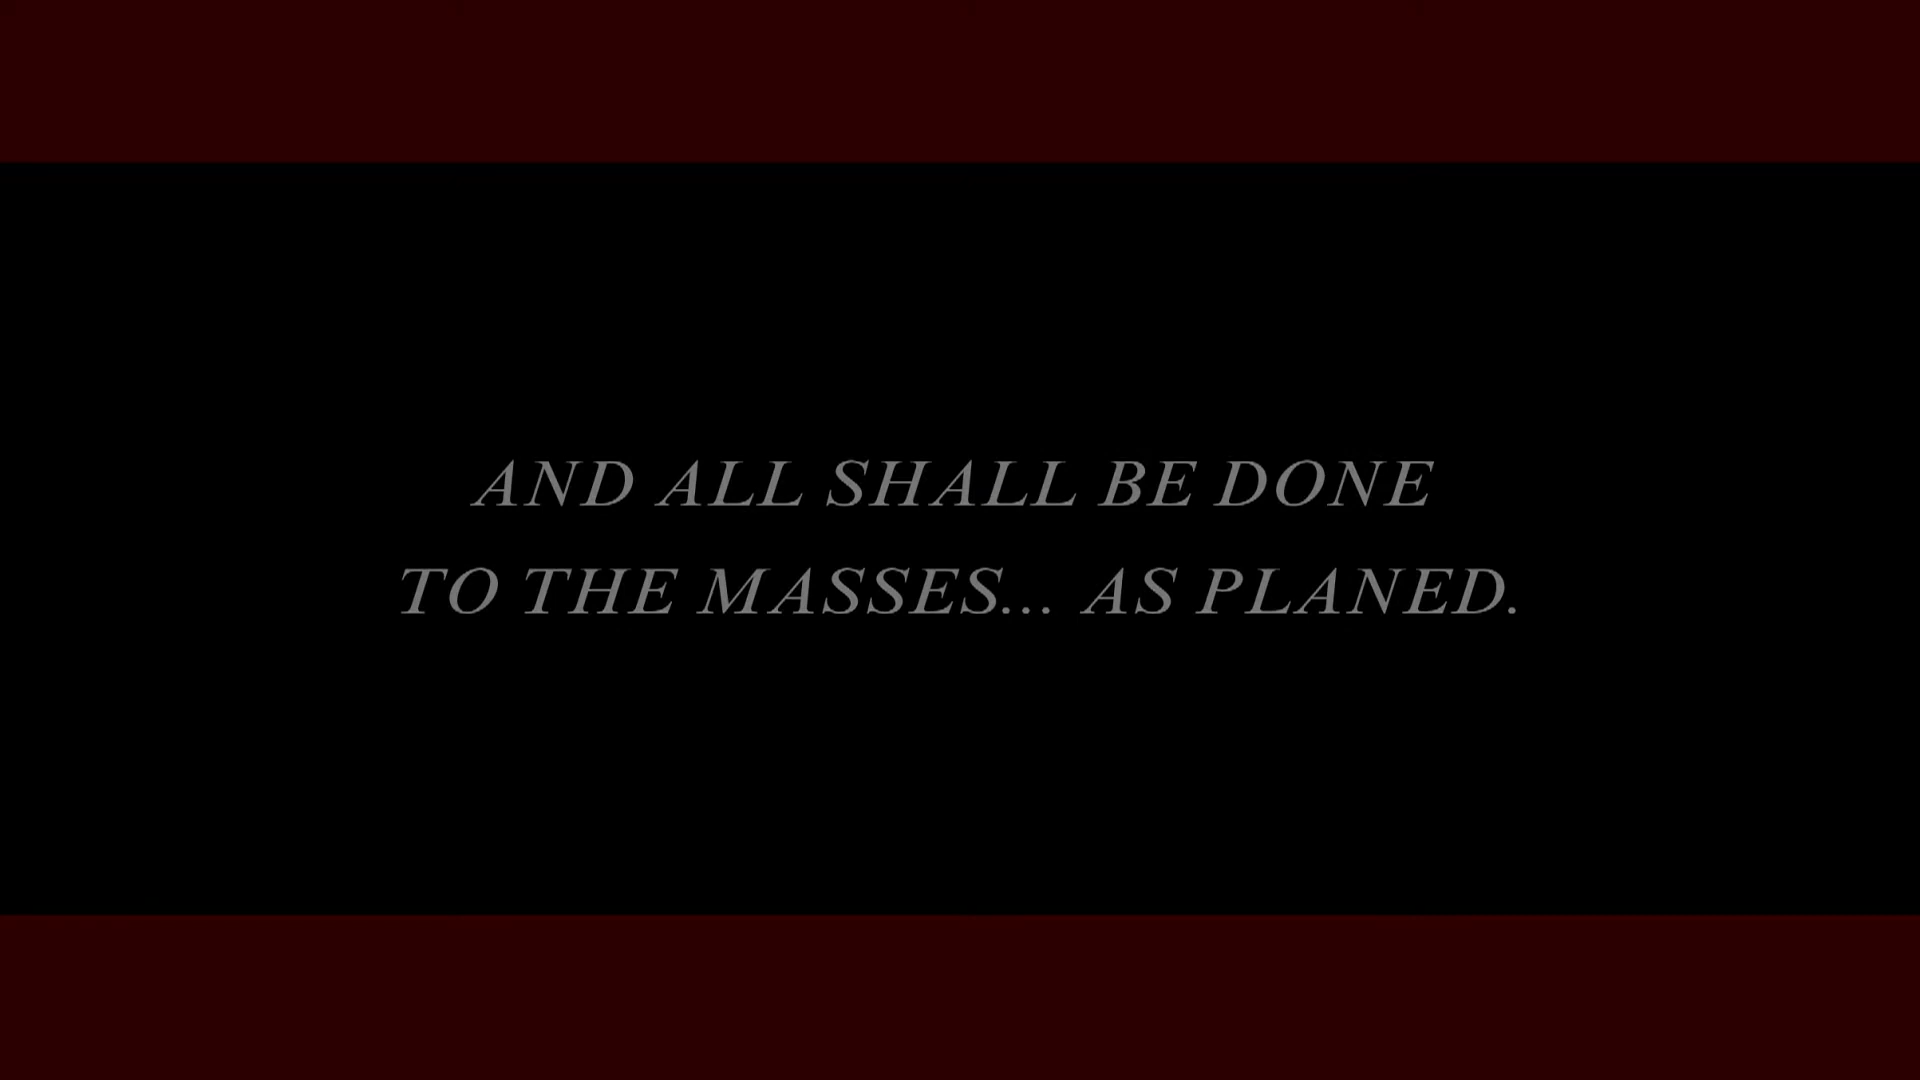 AND ALL SHALL BE DONE
TO THE MASSES... AS PLANED.